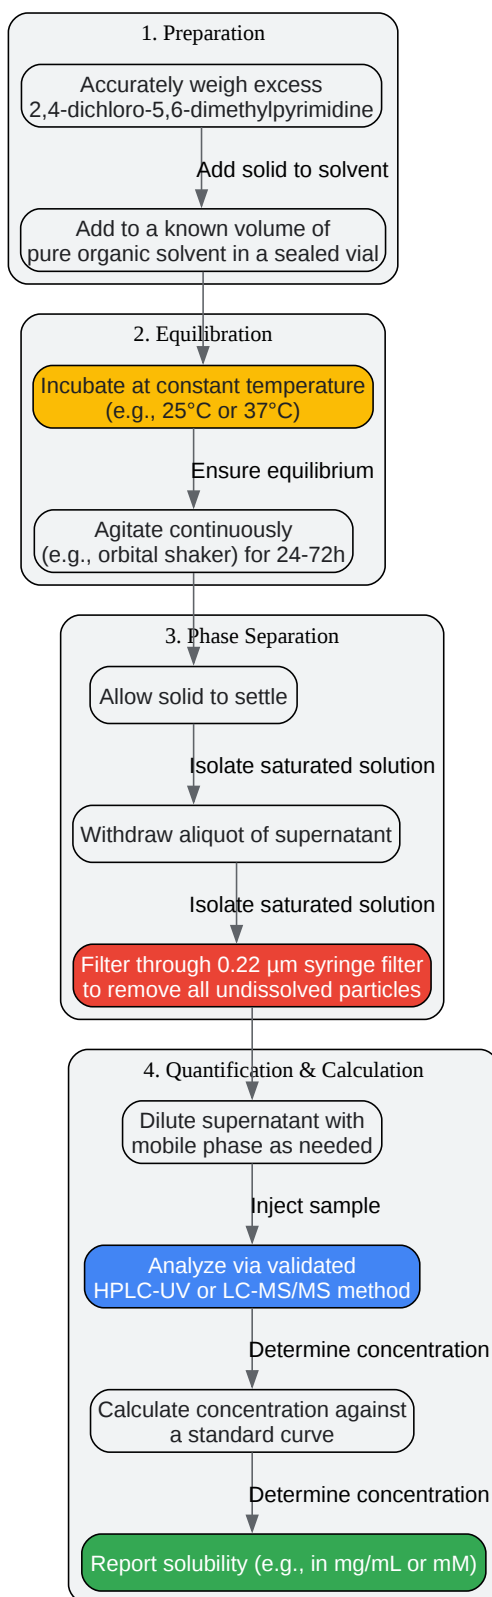 1. Preparation
Accurately weigh excess
2,4-dichloro-5,6-dimethylpyrimidine
Add solid to solvent
Add to a known volume of
pure organic solvent in a sealed vial
2. Equilibration
Incubate at constant temperature
(e.g., 25°C or 37°C)
Ensure equilibrium
Agitate continuously
(e.g., orbital shaker) for 24-72h
3. Phase Separation
Allow solid to settle
Isolate saturated solution
Withdraw aliquot of supernatant
Isolate saturated solution
Filter through 0.22 µm syringe filter
to remove all undissolved particles
4. Quantification & Calculation
Dilute supernatant with
mobile phase as needed
Inject sample
Analyze via validated
HPLC-UV or LC-MS/MS method
Determine concentration
Calculate concentration against
a standard curve
Determine concentration
Report solubility (e.g., in mg/mL or mM)